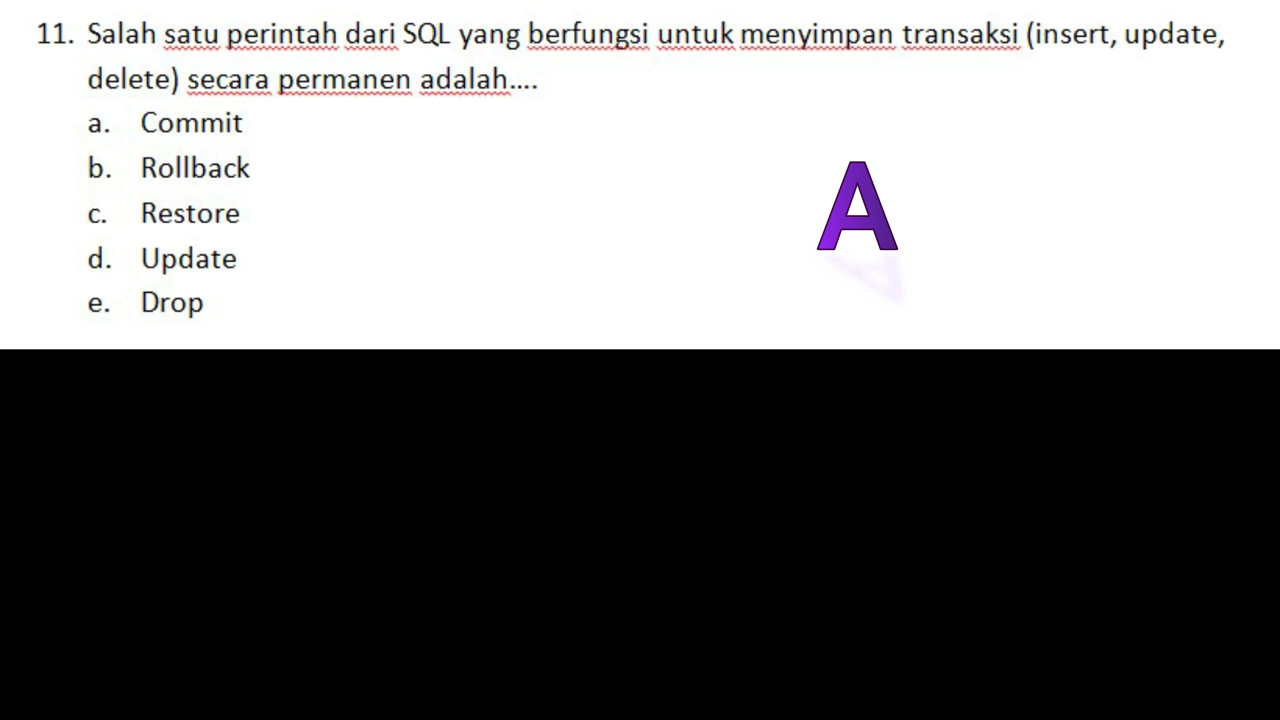 11. Salah satu perintah dari SQL yang berfungsi untuk menyimpan transaksi (insert, update,
delete) secara permanen adalah....
a. Commit
b. Rollback
c. Restore
d. Update
e. Drop
A